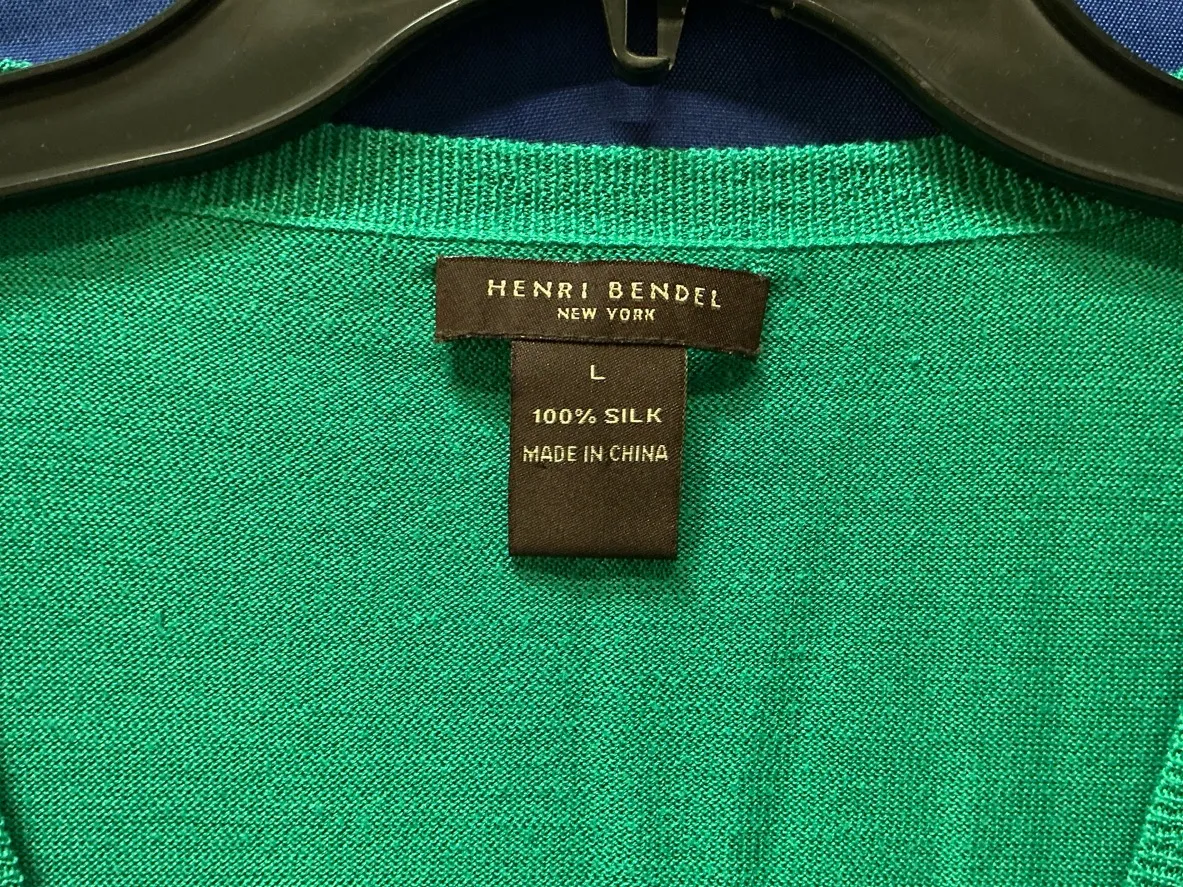 HENRI BENDEL
NEW YORK
L
100% SILK
MADE IN CHINA